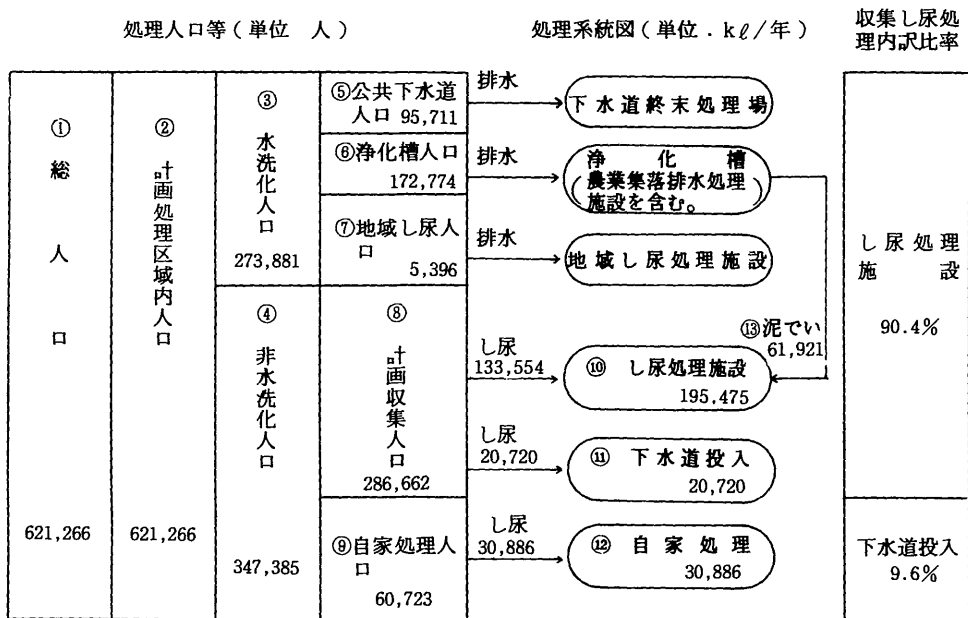 処理人口等(単位 人)
処理系統図(単位.kℓ/年)
収集し尿処
理内訳比率
① 総人口
621,266
② 計画処理区域内人口
621,266
③ 水洗化人口
273,881
④ 非水洗化人口
347,385
⑤公共下水道
人口 95,711
⑥浄化槽人口
172,774
⑦地域し尿人
口
5,396
⑧ 計画収集人口
286,662
⑨自家処理人
口
60,723
排水
下水道終末処理場
排水
浄化槽
(農業集落排水処理
施設を含む。)
排水
地域し尿処理施設
⑬泥でい
61,921
し尿
133,554
⑩ し尿処理施設
195,475
し尿
20,720
⑪ 下水道投入
20,720
し尿
30,886
⑫ 自家処理
30,886
し尿処理
施設
90.4%
下水道投入
9.6%